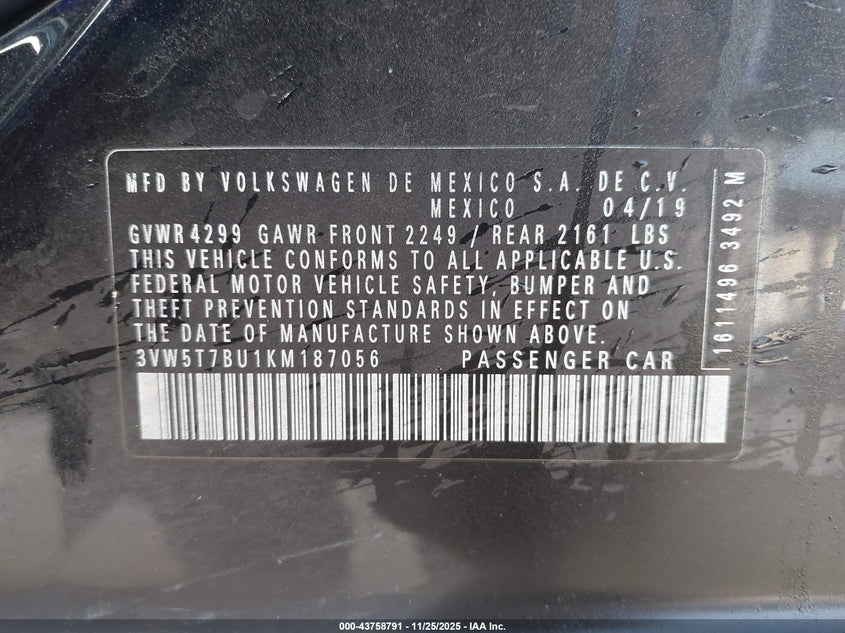 MFD BY VOLKSWAGEN DE MEXICO S.A. DE C.V.
MEXICO 04/19
GVWR 4299 GAWR FRONT 2249 / REAR 2161 LBS
THIS VEHICLE CONFORMS TO ALL APPLICABLE U.S.
FEDERAL MOTOR VEHICLE SAFETY, BUMPER AND
THEFT PREVENTION STANDARDS IN EFFECT ON
THE DATE OF MANUFACTURE SHOWN ABOVE.
3VW5T7BU1KM187056 PASSENGER CAR
1611496 3492 M
000-43758791 - 11/25/2025 - IAA Inc.